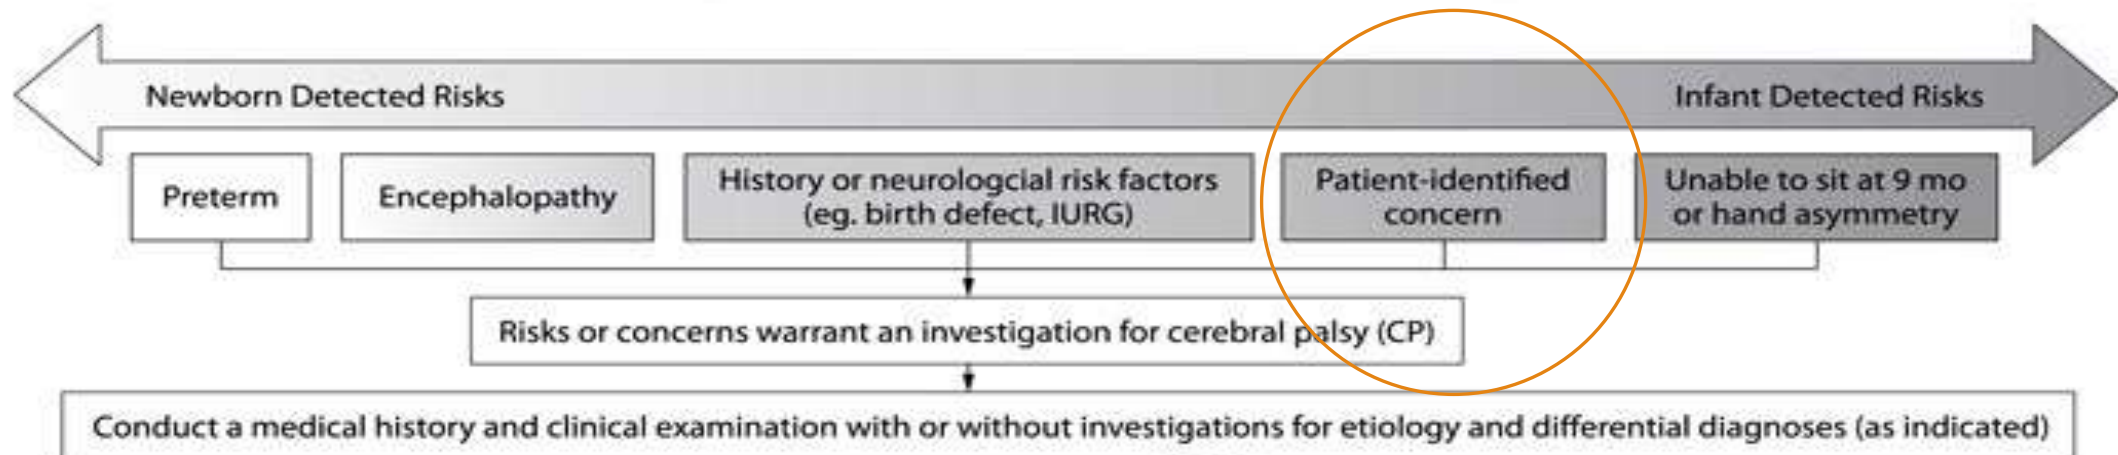 Newborn Detected Risks
Infant Detected Risks
Preterm
Encephalopathy
History or neurologcial risk factors
(eg. birth defect, IURG)
Patient-identified
concern
Unable to sit at 9 mo
or hand asymmetry
Risks or concerns warrant an investigation for cerebral palsy (CP)
Conduct a medical history and clinical examination with or without investigations for etiology and differential diagnoses (as indicated)